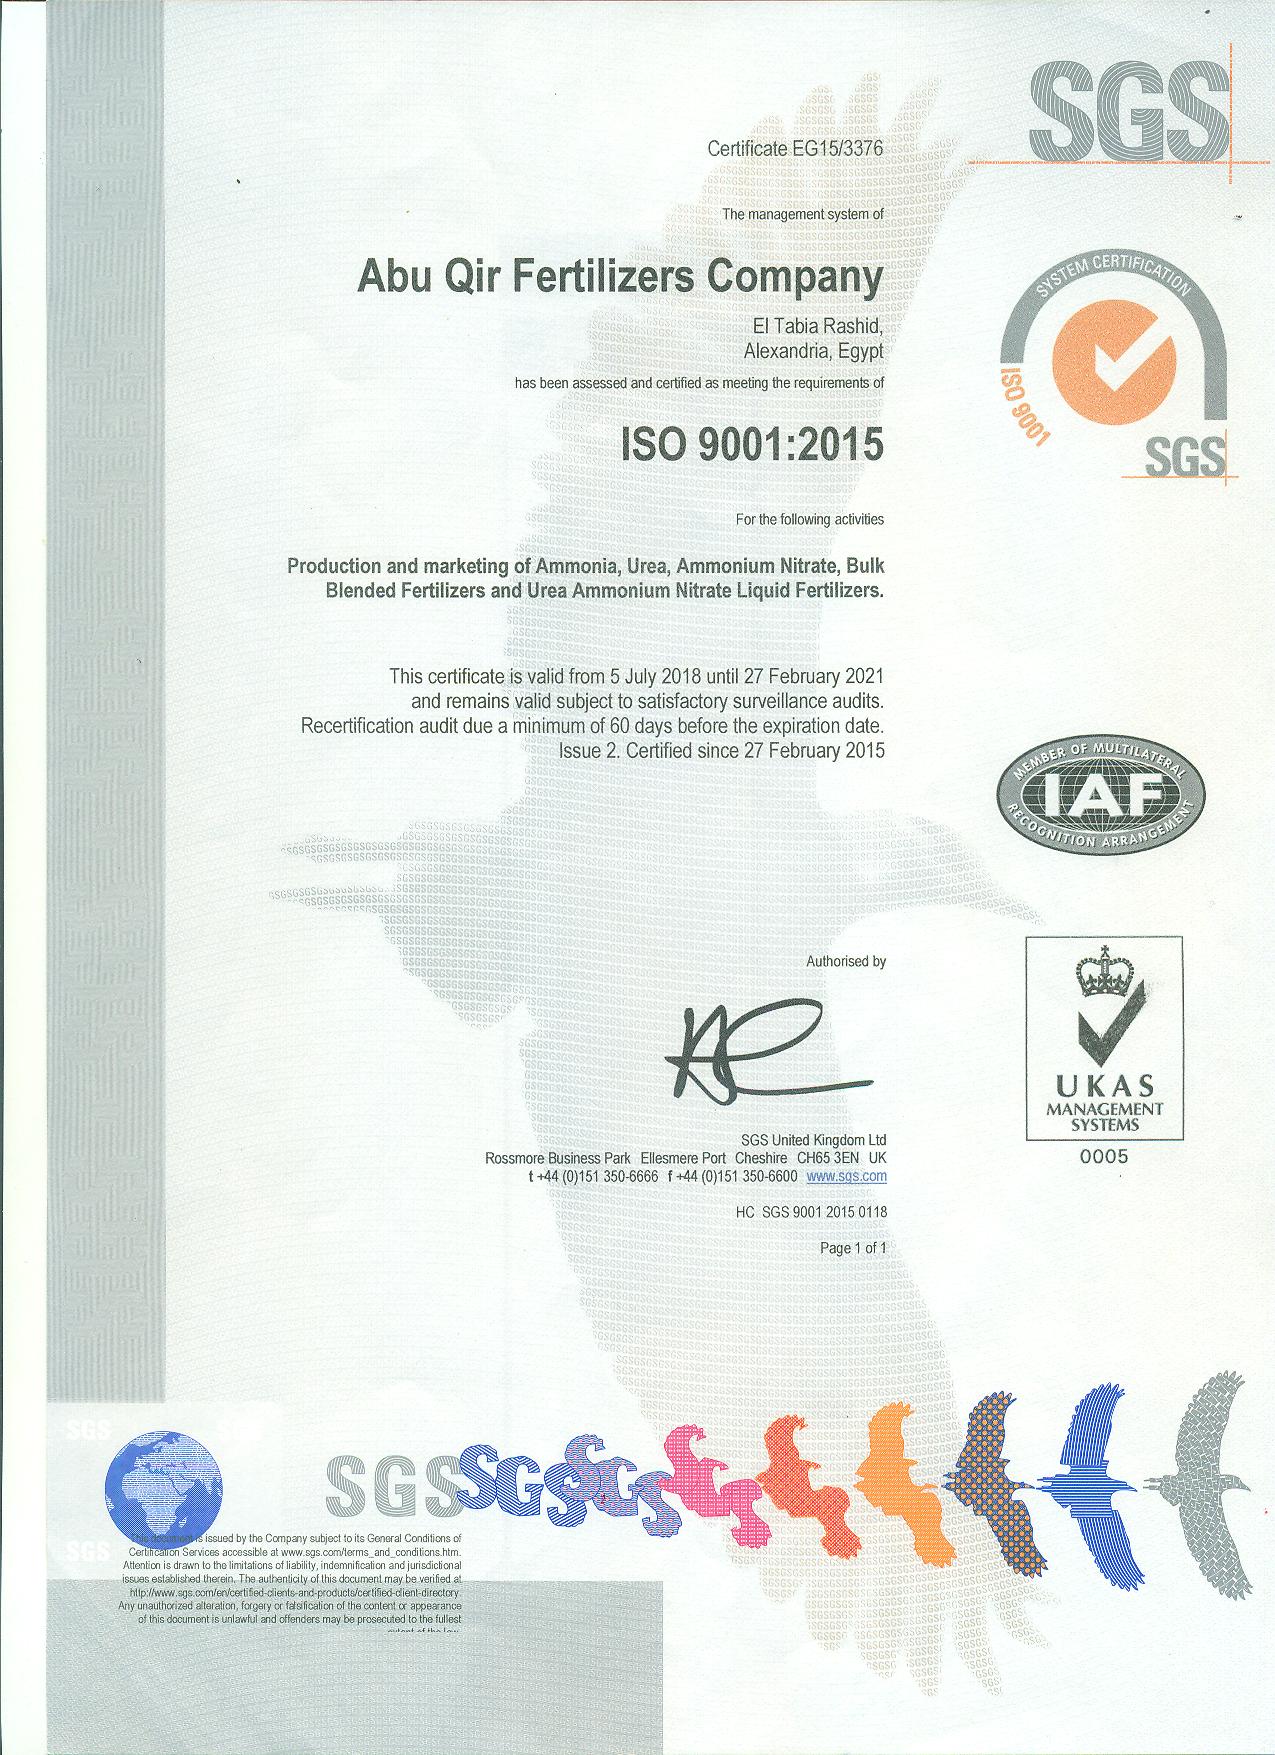 SGS
Certificate EG15/3376
The management system of
Abu Qir Fertilizers Company
El Tabia Rashid,
Alexandria, Egypt
has been assessed and certified as meeting the requirements of
ISO 9001:2015
For the following activities
Production and marketing of Ammonia, Urea, Ammonium Nitrate, Bulk
Blended Fertilizers and Urea Ammonium Nitrate Liquid Fertilizers.
This certificate is valid from 5 July 2018 until 27 February 2021
and remains valid subject to satisfactory surveillance audits.
Recertification audit due a minimum of 60 days before the expiration date.
Issue 2. Certified since 27 February 2015
Authorised by
SGS United Kingdom Ltd
Rossmore Business Park Ellesmere Port Cheshire CH65 3EN UK
t +44 (0)151 350-6666 f +44 (0)151 350-6600 www.sgs.com
HC SGS 9001 2015 0118
Page 1 of 1
SYSTEM CERTIFICATION
ISO 9001
SGS
MEMBER OF MULTILATERAL
IAF
RECOGNITION ARRANGEMENT
UKAS
MANAGEMENT
SYSTEMS
0005
SGS
SGS
SGS
SGS SGS SGS
This document is issued by the Company subject to its General Conditions of
Certification Services accessible at www.sgs.com/terms_and_conditions.htm.
Attention is drawn to the limitations of liability, indemnification and jurisdictional
issues established therein. The authenticity of this document may be verified at
http://www.sgs.com/en/certified-clients-and-products/certified-client-directory.
Any unauthorized alteration, forgery or falsification of the content or appearance
of this document is unlawful and offenders may be prosecuted to the fullest
extent of the law.